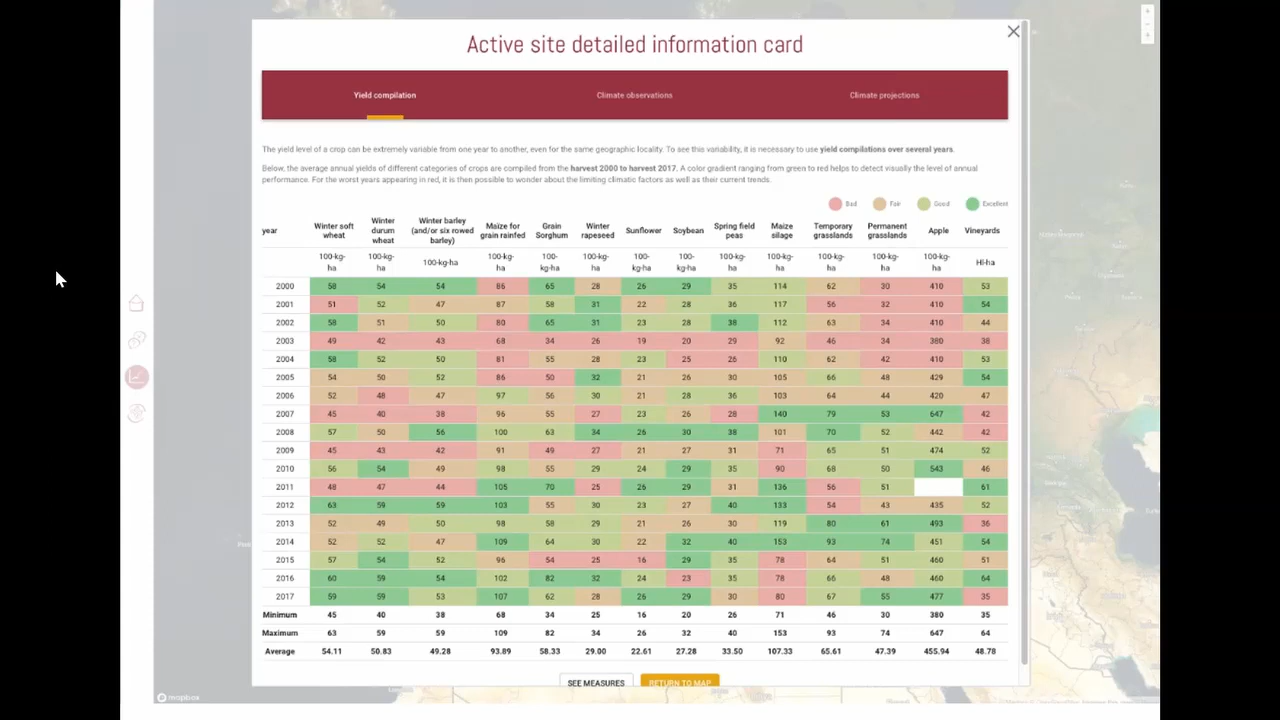 Active site detailed information card
Yield compilation Climate observations Climate projections
The yield level of a crop can be extremely variable from one year to another, even for the same geographic locality. To see this variability, it is necessary to use yield compilations over several years.
Below, the average annual yields of different categories of crops are compiled from the harvest 2000 to harvest 2017. A color gradient ranging from green to red helps to detect visually the level of annual
performance. For the worst years appearing in red, it is then possible to wonder about the limiting climatic factors as well as their current trends.
Bad Fair Good Excellent
year Winter soft wheat Winter durum wheat Winter barley (and/or six rowed barley) Maïze for grain rainfed Grain Sorghum Winter rapeseed Sunflower Soybean Spring field peas Maize silage Temporary grasslands Permanent grasslands Apple Vineyards
100-kg-ha 100-kg-ha 100-kg-ha 100-kg-ha 100-kg-ha 100-kg-ha 100-kg-ha 100-kg-ha 100-kg-ha 100-kg-ha 100-kg-ha 100-kg-ha 100-kg-ha Hl-ha
2000 58 54 54 86 65 28 26 29 35 114 62 30 410 53
2001 51 52 47 87 58 31 22 28 36 117 56 32 410 54
2002 58 51 50 80 65 31 23 28 38 112 63 34 410 44
2003 49 42 43 68 34 26 19 20 29 92 46 34 380 38
2004 58 52 50 81 55 28 23 25 26 110 62 42 410 53
2005 54 50 52 86 50 32 21 26 30 105 66 48 429 54
2006 52 48 47 97 56 30 21 28 36 103 64 44 420 47
2007 45 40 38 96 55 27 23 26 28 140 79 53 647 42
2008 57 50 56 100 63 34 26 30 38 101 70 52 442 42
2009 45 43 42 91 49 27 21 27 31 71 65 51 474 52
2010 56 54 49 98 55 29 24 29 35 90 68 50 543 46
2011 48 47 44 105 70 25 26 29 31 136 56 51 61
2012 63 59 59 103 55 30 23 27 40 133 54 43 435 52
2013 52 49 50 98 58 29 21 26 30 119 80 61 493 36
2014 52 52 47 109 64 30 22 32 40 153 93 74 451 54
2015 57 54 52 96 54 25 16 29 35 78 64 51 460 51
2016 60 59 54 102 82 32 24 23 35 78 66 48 460 64
2017 59 59 53 107 62 28 26 29 30 80 67 55 477 35
Minimum 45 40 38 68 34 25 16 20 26 71 46 30 380 35
Maximum 63 59 59 109 82 34 26 32 40 153 93 74 647 64
Average 54.11 50.83 49.28 93.89 58.33 29.00 22.61 27.28 33.50 107.33 65.61 47.39 455.94 48.78
SEE MEASURES RETURN TO MAP
mapbox